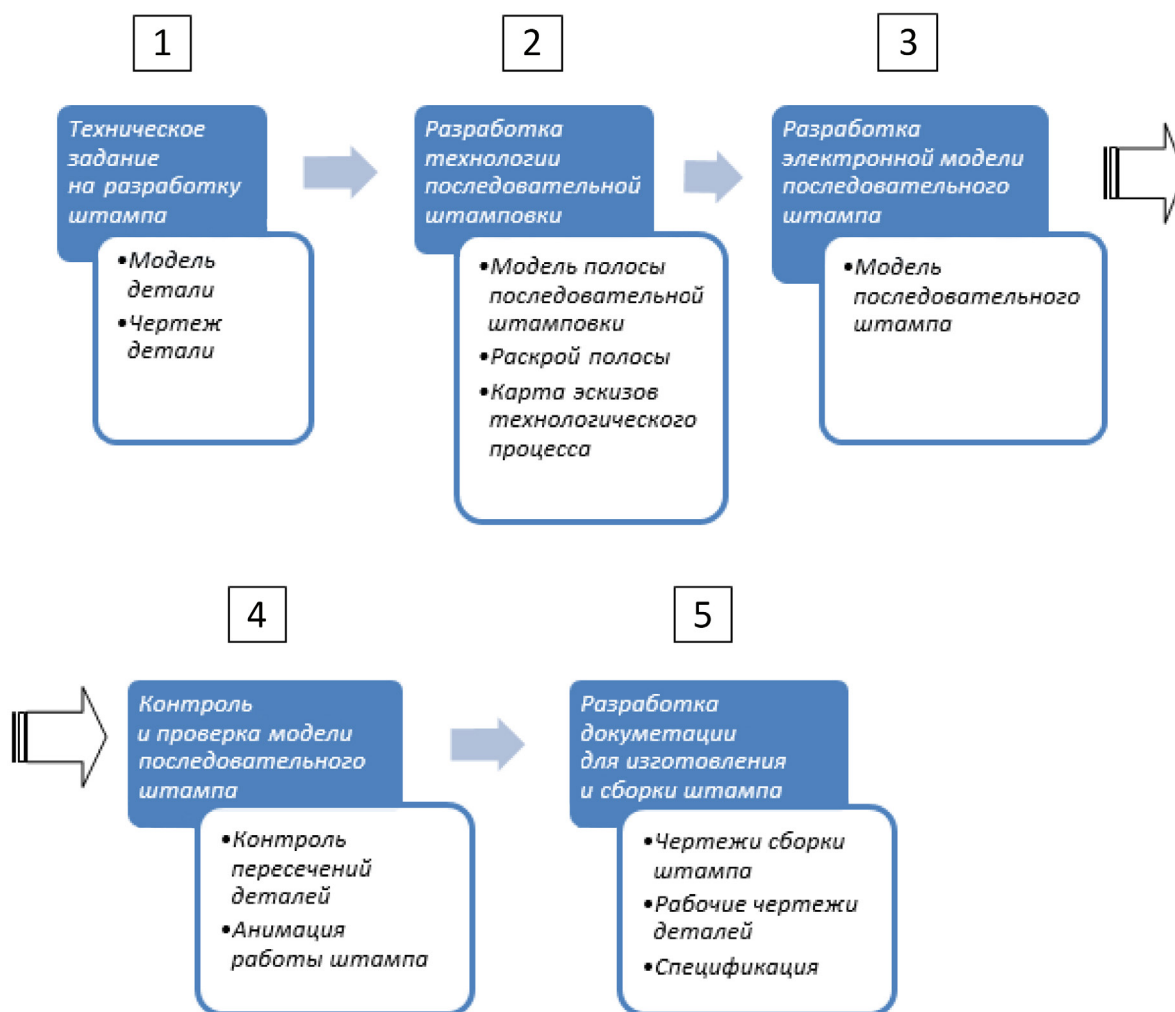 1
Техническое
задание
на разработку
штампа
•Модель
детали
•Чертеж
детали
2
Разработка
технологии
последовательной
штамповки
•Модель полосы
последовательной
штамповки
•Раскрой полосы
•Карта эскизов
технологического
процесса
3
Разработка
электронной модели
последовательного
штампа
•Модель
последовательного
штампа
4
Контроль
и проверка модели
последовательного
штампа
•Контроль
пересечений
деталей
•Анимация
работы штампа
5
Разработка
докуметации
для изготовления
и сборки штампа
•Чертежи сборки
штампа
•Рабочие чертежи
деталей
•Спецификация